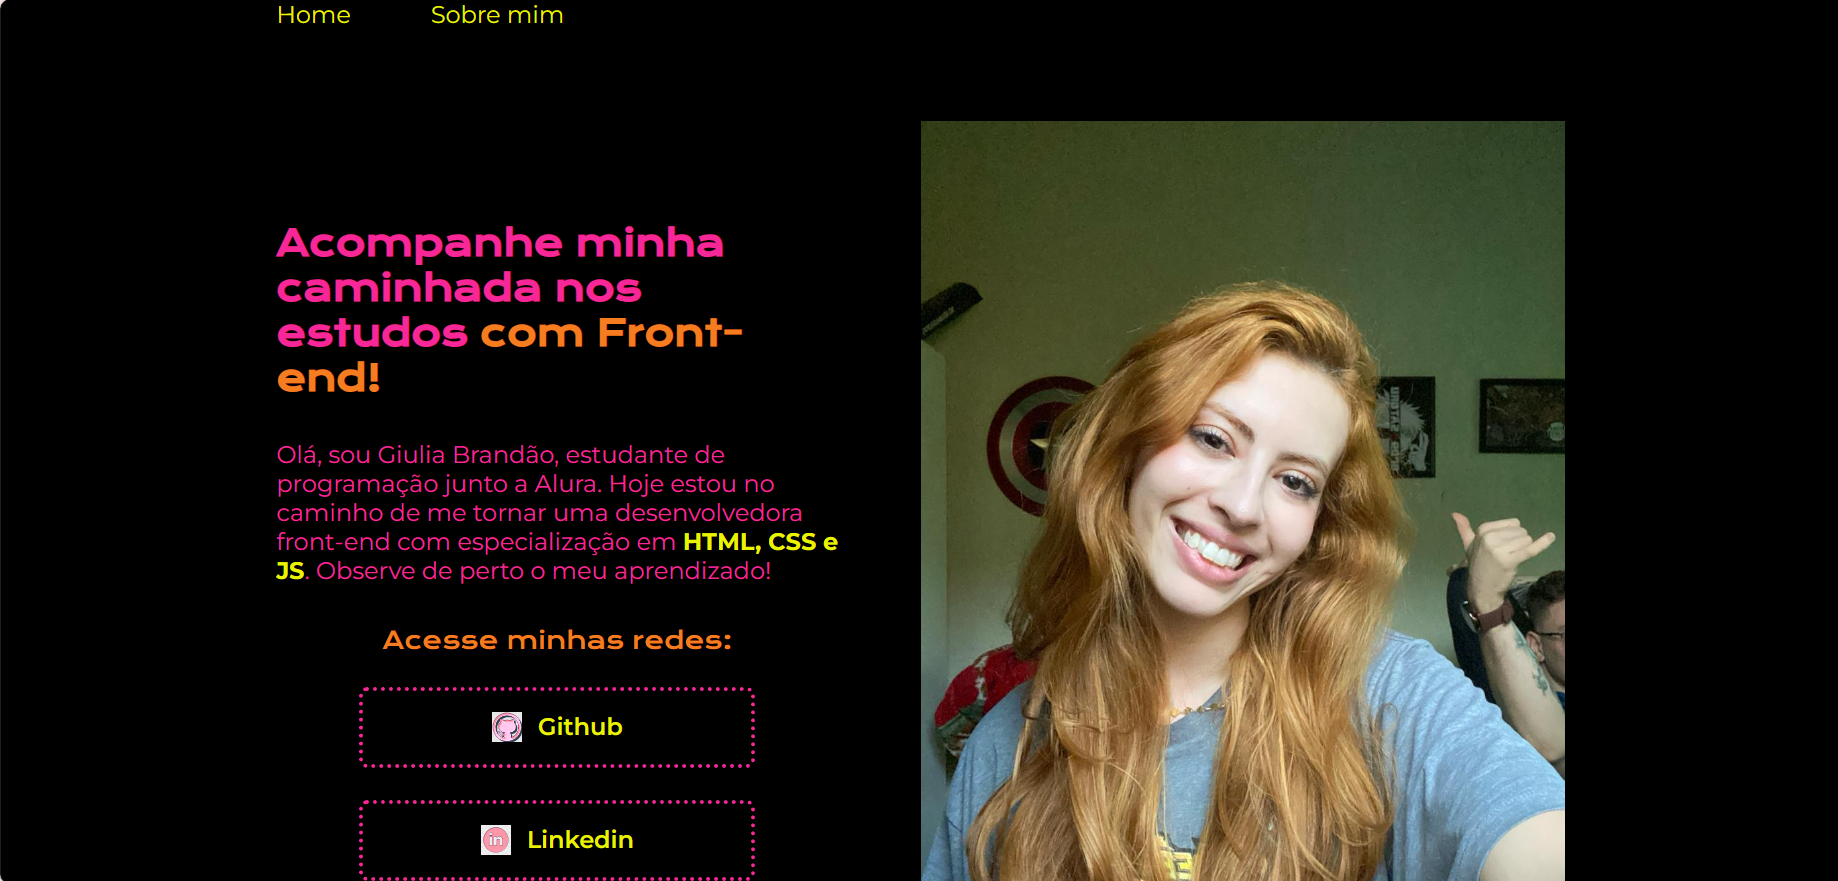 Home Sobre mim
Acompanhe minha
caminhada nos
estudos com Front-
end!
Olá, sou Giulia Brandão, estudante de
programação junto a Alura. Hoje estou no
caminho de me tornar uma desenvolvedora
front-end com especialização em HTML, CSS e
JS. Observe de perto o meu aprendizado!
Acesse minhas redes:
Github
in Linkedin